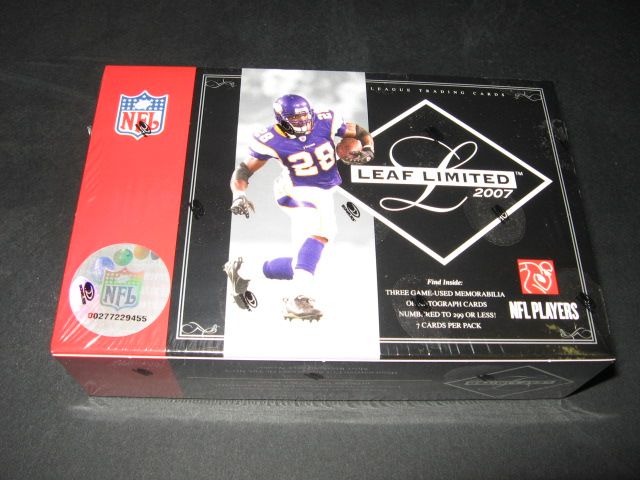 LEAGUE TRADING CARDS
NFL
28
LEAF LIMITED™
2007
L
Find Inside:
THREE GAME-USED MEMORABILIA
OR AUTOGRAPH CARDS
NUMBERED TO 299 OR LESS!
7 CARDS PER PACK
NFL PLAYERS
NFL
00277229455